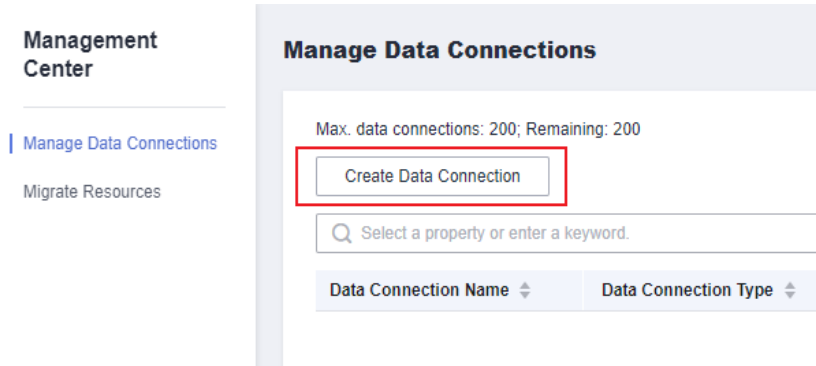 Management
Center
Manage Data Connections
Migrate Resources
Manage Data Connections
Max. data connections: 200; Remaining: 200
Create Data Connection
Select a property or enter a keyword.
Data Connection Name
Data Connection Type